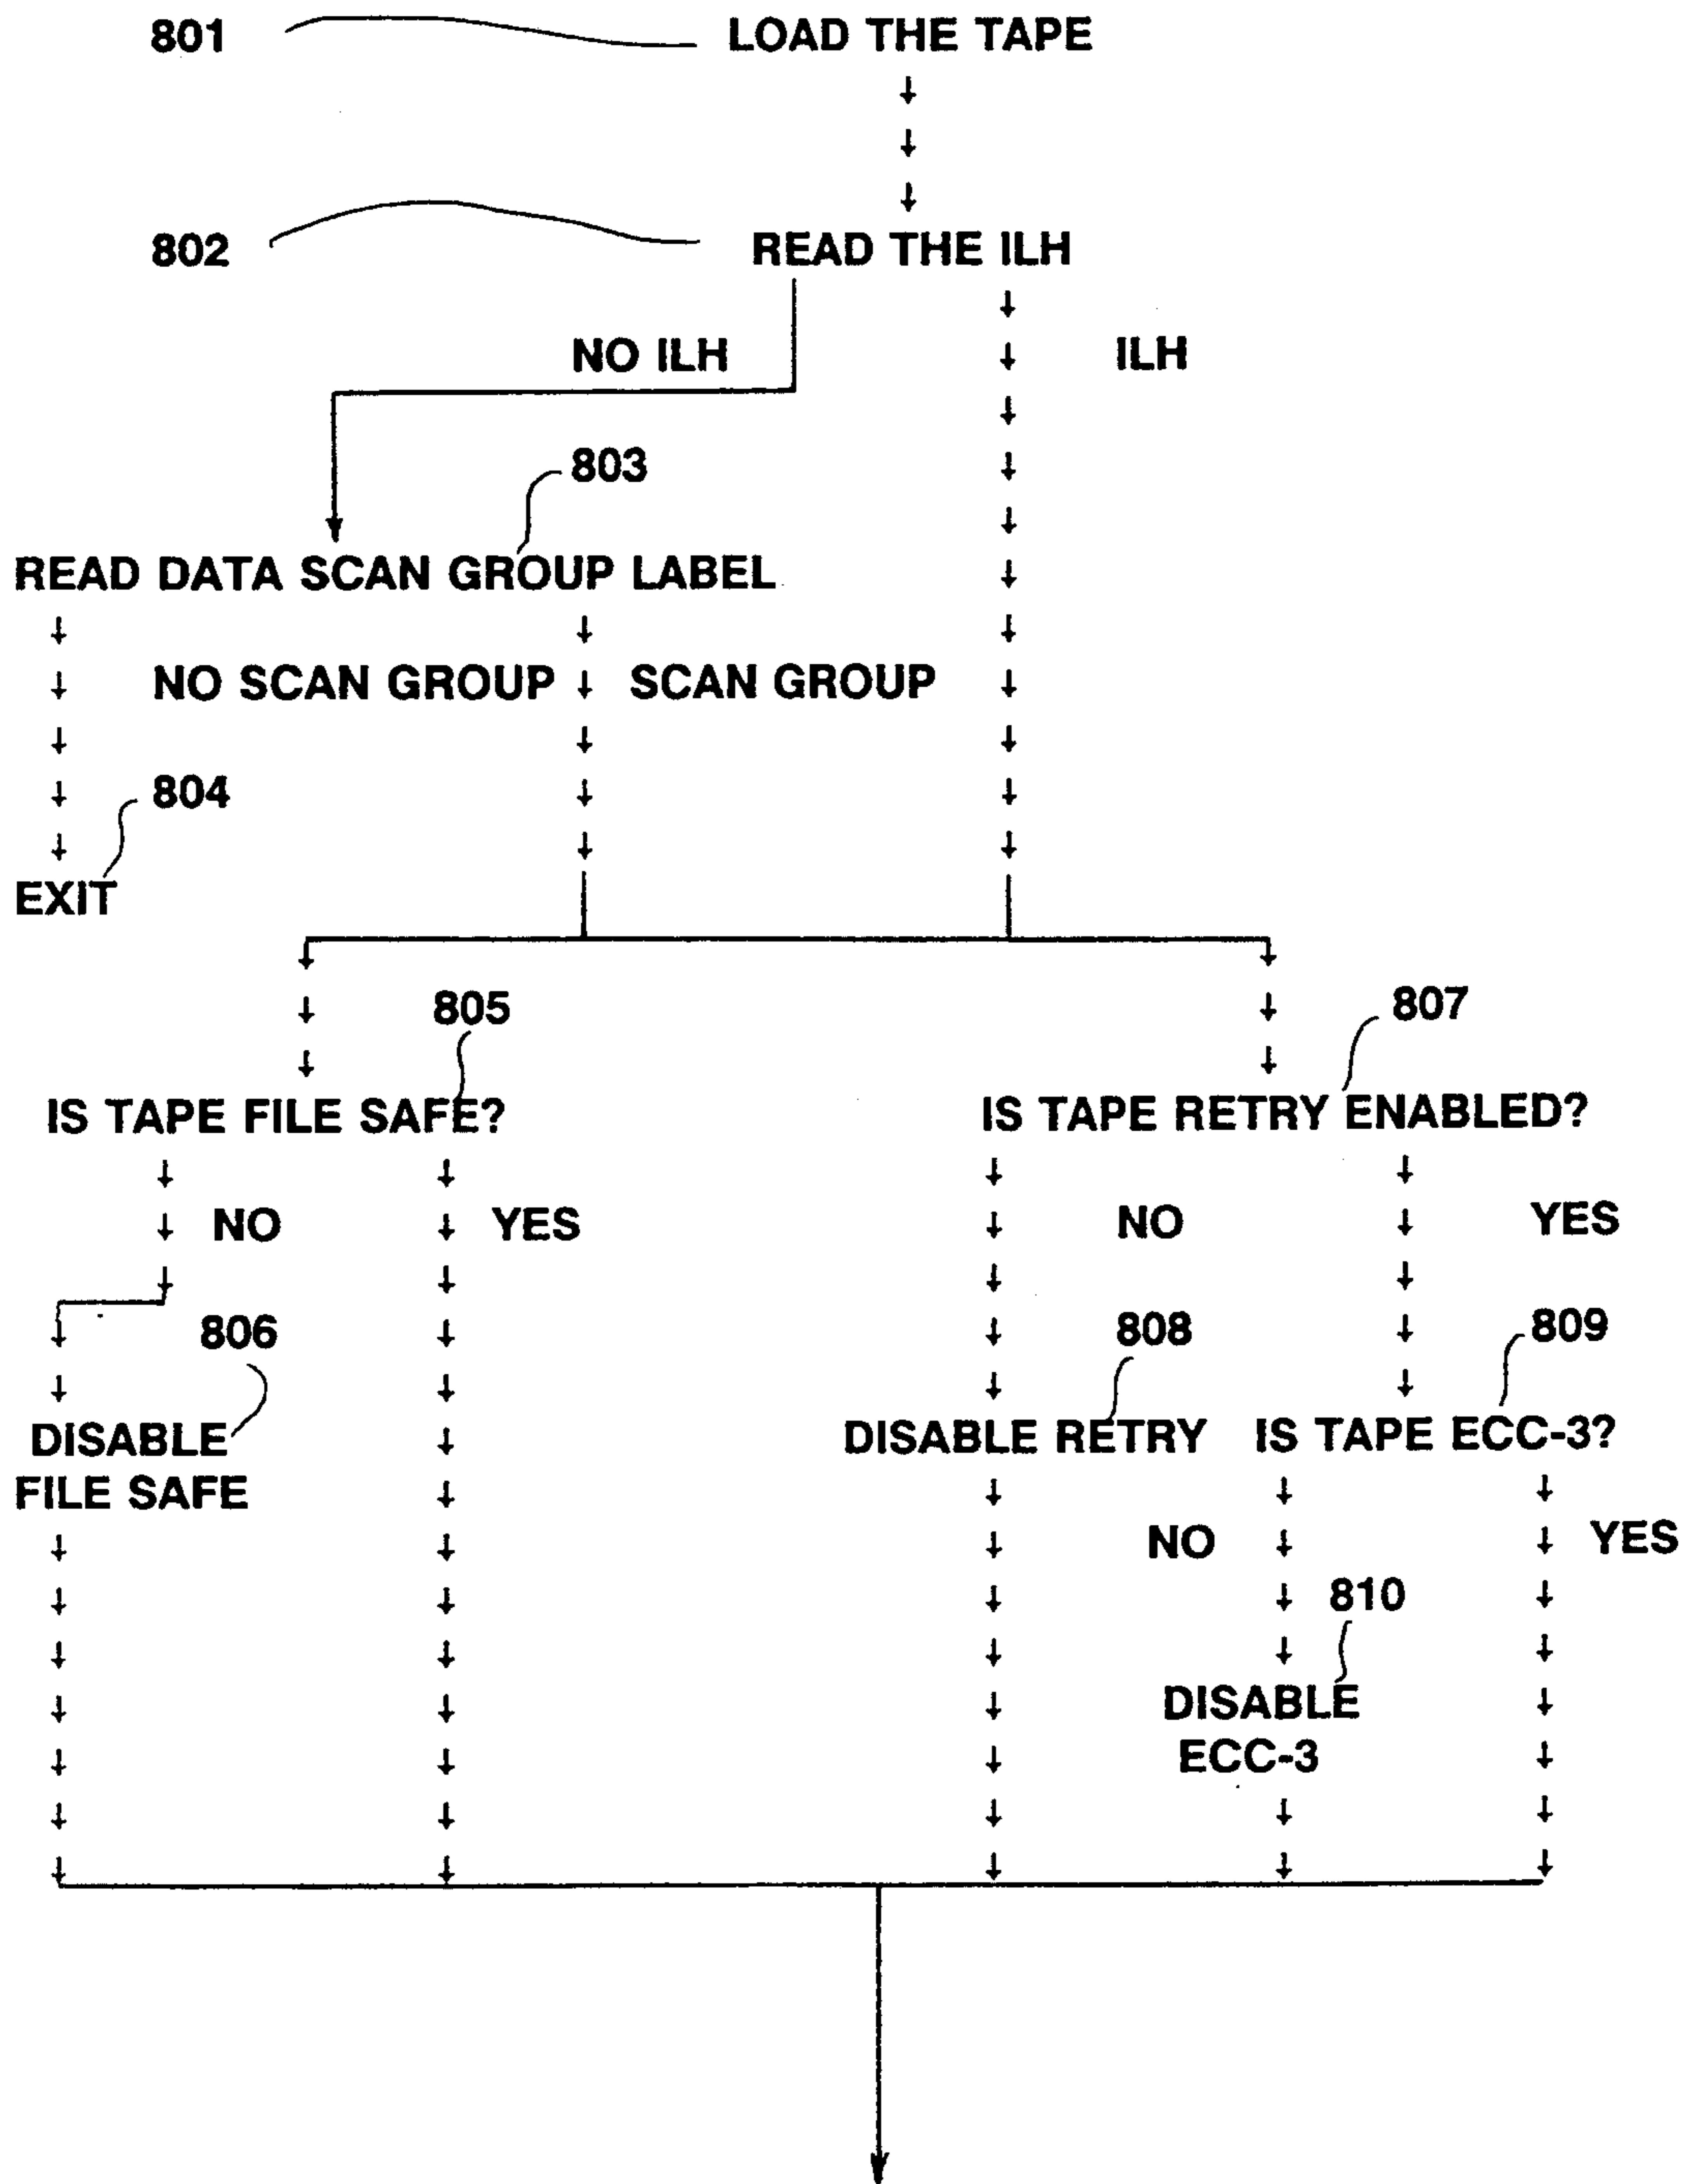 801 LOAD THE TAPE
802 READ THE ILH
NO ILH ILH
803
READ DATA SCAN GROUP LABEL
NO SCAN GROUP SCAN GROUP
804
EXIT
805 807
IS TAPE FILE SAFE? IS TAPE RETRY ENABLED?
NO YES NO YES
806 808 809
DISABLE FILE SAFE DISABLE RETRY IS TAPE ECC-3?
NO YES
810
DISABLE
ECC-3